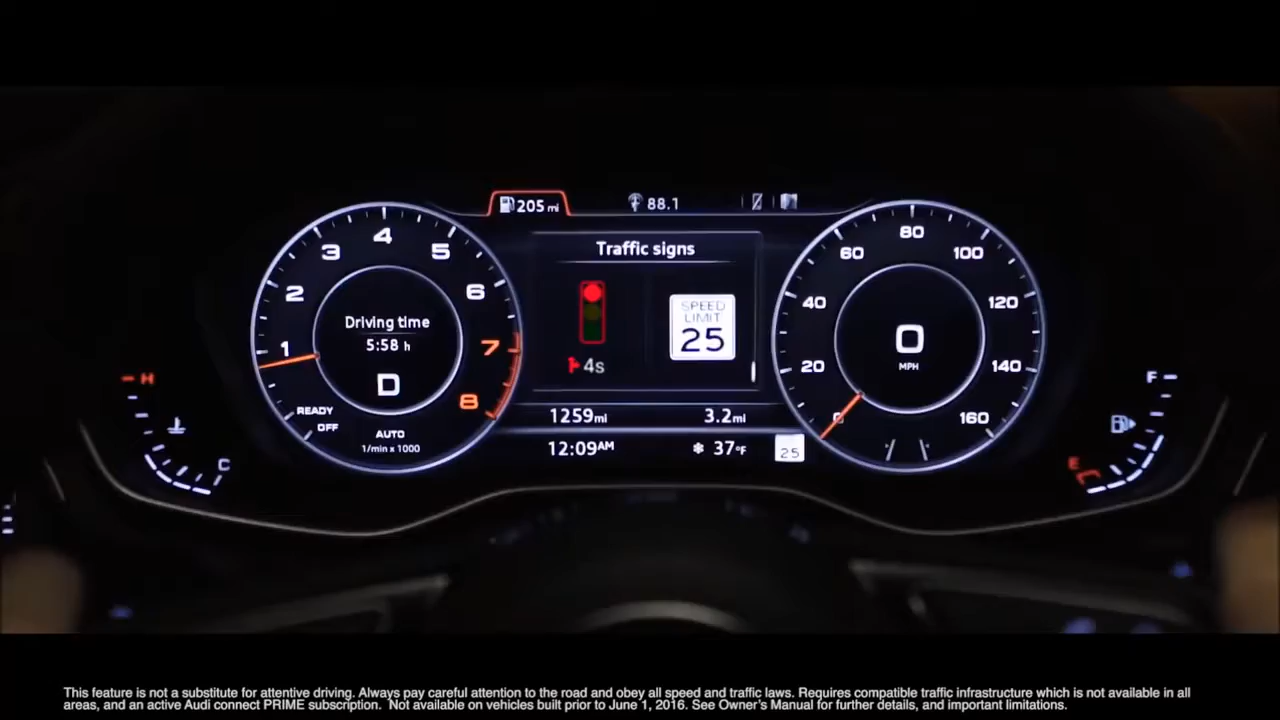 205 mi
88.1
Traffic signs
SPEED
LIMIT
25
4s
1259mi
3.2mi
12:09AM
37°F
25
1
2
3
4
5
6
7
8
Driving time
5:58 h
D
READY
OFF
AUTO
1/min x 1000
0
20
40
60
80
100
120
140
160
0
MPH
H
C
F
E
This feature is not a substitute for attentive driving. Always pay careful attention to the road and obey all speed and traffic laws. Requires compatible traffic infrastructure which is not available in all
areas, and an active Audi connect PRIME subscription. Not available on vehicles built prior to June 1, 2016. See Owner's Manual for further details, and important limitations.